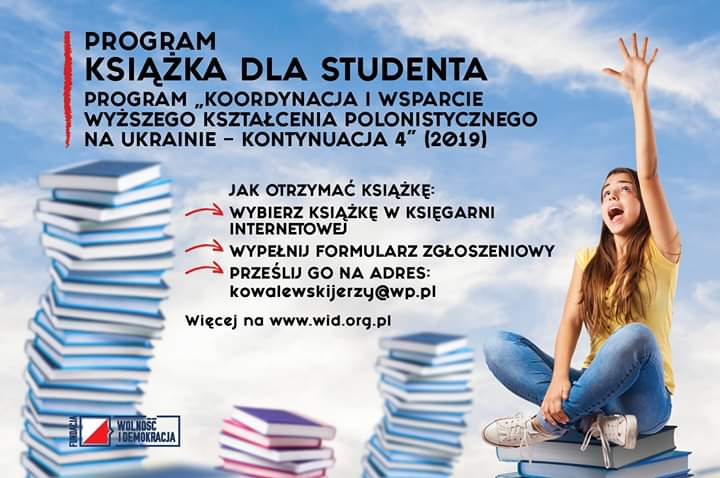 PROGRAM
KSIĄŻKA DLA STUDENTA
PROGRAM „KOORDYNACJA I WSPARCIE
WYŻSZEGO KSZTAŁCENIA POLONISTYCZNEGO
NA UKRAINIE – KONTYNUACJA 4” (2019)
JAK OTRZYMAĆ KSIĄŻKĘ:
WYBIERZ KSIĄŻKĘ W KSIĘGARNI
INTERNETOWEJ
WYPEŁNIJ FORMULARZ ZGŁOSZENIOWY
PRZEŚLIJ GO NA ADRES:
kowalewskijerzy@wp.pl
Więcej na www.wid.org.pl
FUNDACJA
WOLNOŚĆ
I DEMOKRACJA